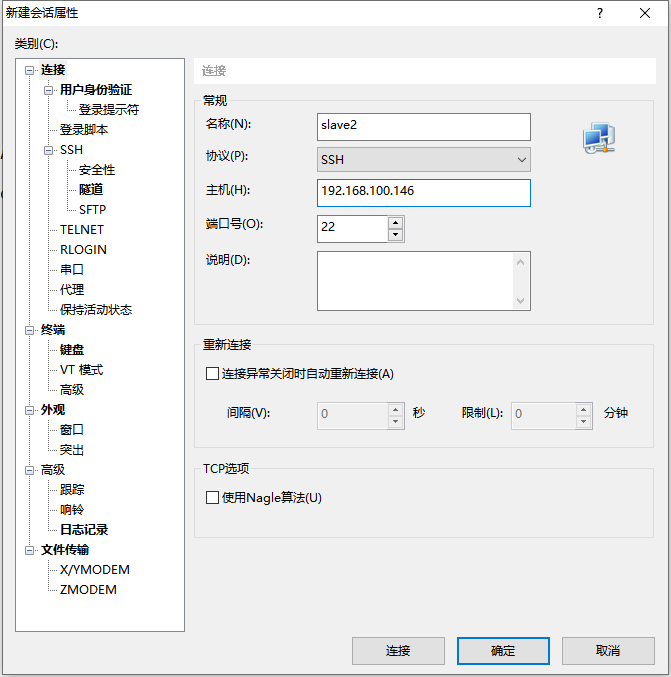 新建会话属性
类别(C):
连接
用户身份验证
登录提示符
登录脚本
SSH
安全性
隧道
SFTP
TELNET
RLOGIN
串口
代理
保持活动状态
终端
键盘
VT 模式
高级
外观
窗口
突出
高级
跟踪
响铃
日志记录
文件传输
X/YMODEM
ZMODEM
连接
常规
名称(N): slave2
协议(P): SSH
主机(H): 192.168.100.146
端口号(O): 22
说明(D):
重新连接
连接异常关闭时自动重新连接(A)
间隔(V): 0 秒 限制(L): 0 分钟
TCP选项
使用Nagle算法(U)
连接 确定 取消